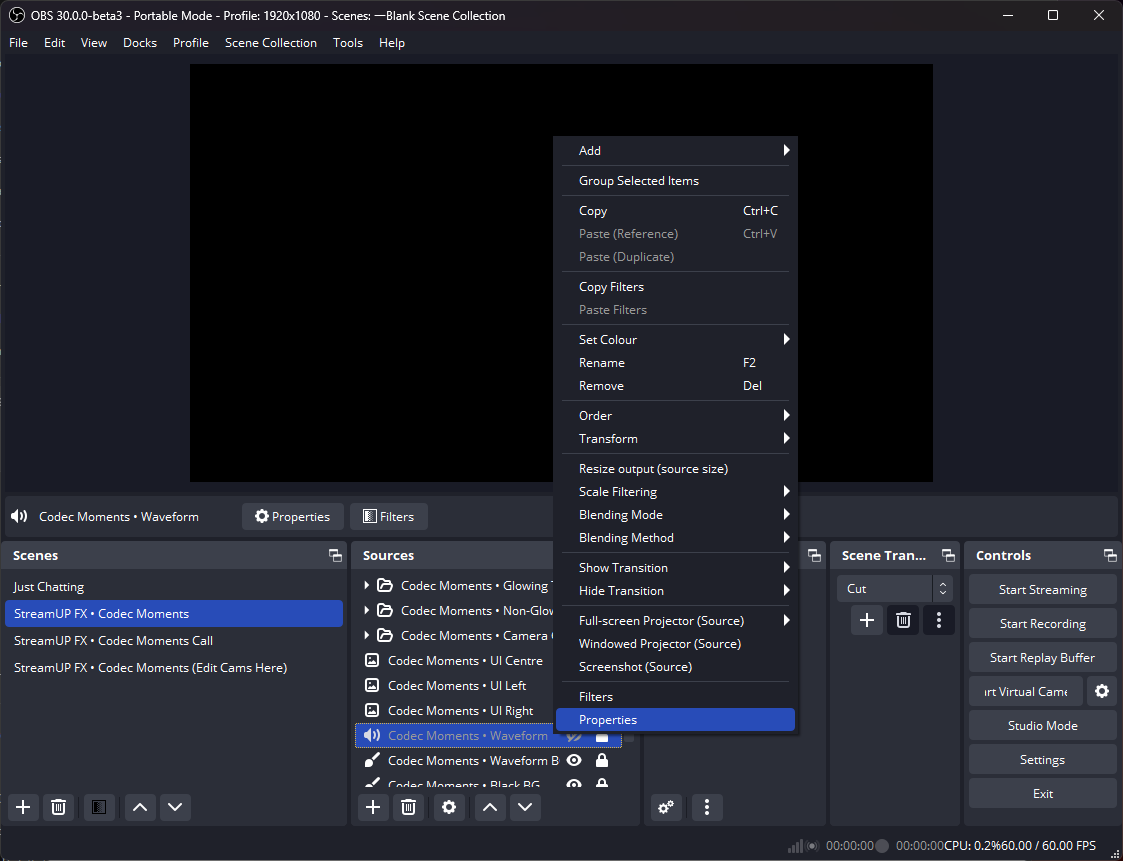 OBS 30.0.0-beta3 - Portable Mode - Profile: 1920x1080 - Scenes: —Blank Scene Collection
File Edit View Docks Profile Scene Collection Tools Help
Add
Group Selected Items
Copy Ctrl+C
Paste (Reference) Ctrl+V
Paste (Duplicate)
Copy Filters
Paste Filters
Set Colour
Rename F2
Remove Del
Order
Transform
Resize output (source size)
Scale Filtering
Blending Mode
Blending Method
Show Transition
Hide Transition
Full-screen Projector (Source)
Windowed Projector (Source)
Screenshot (Source)
Filters
Properties
Codec Moments • Waveform Properties Filters
Scenes
Just Chatting
StreamUP FX • Codec Moments
StreamUP FX • Codec Moments Call
StreamUP FX • Codec Moments (Edit Cams Here)
Sources
Codec Moments • Glowing
Codec Moments • Non-Glow
Codec Moments • Camera
Codec Moments • UI Centre
Codec Moments • UI Left
Codec Moments • UI Right
Codec Moments • Waveform
Codec Moments • Waveform B
Codec Moments • Black BG
Scene Tran...
Cut
Controls
Start Streaming
Start Recording
Start Replay Buffer
irt Virtual Came
Studio Mode
Settings
Exit
00:00:00 00:00:00 CPU: 0.2% 60.00 / 60.00 FPS